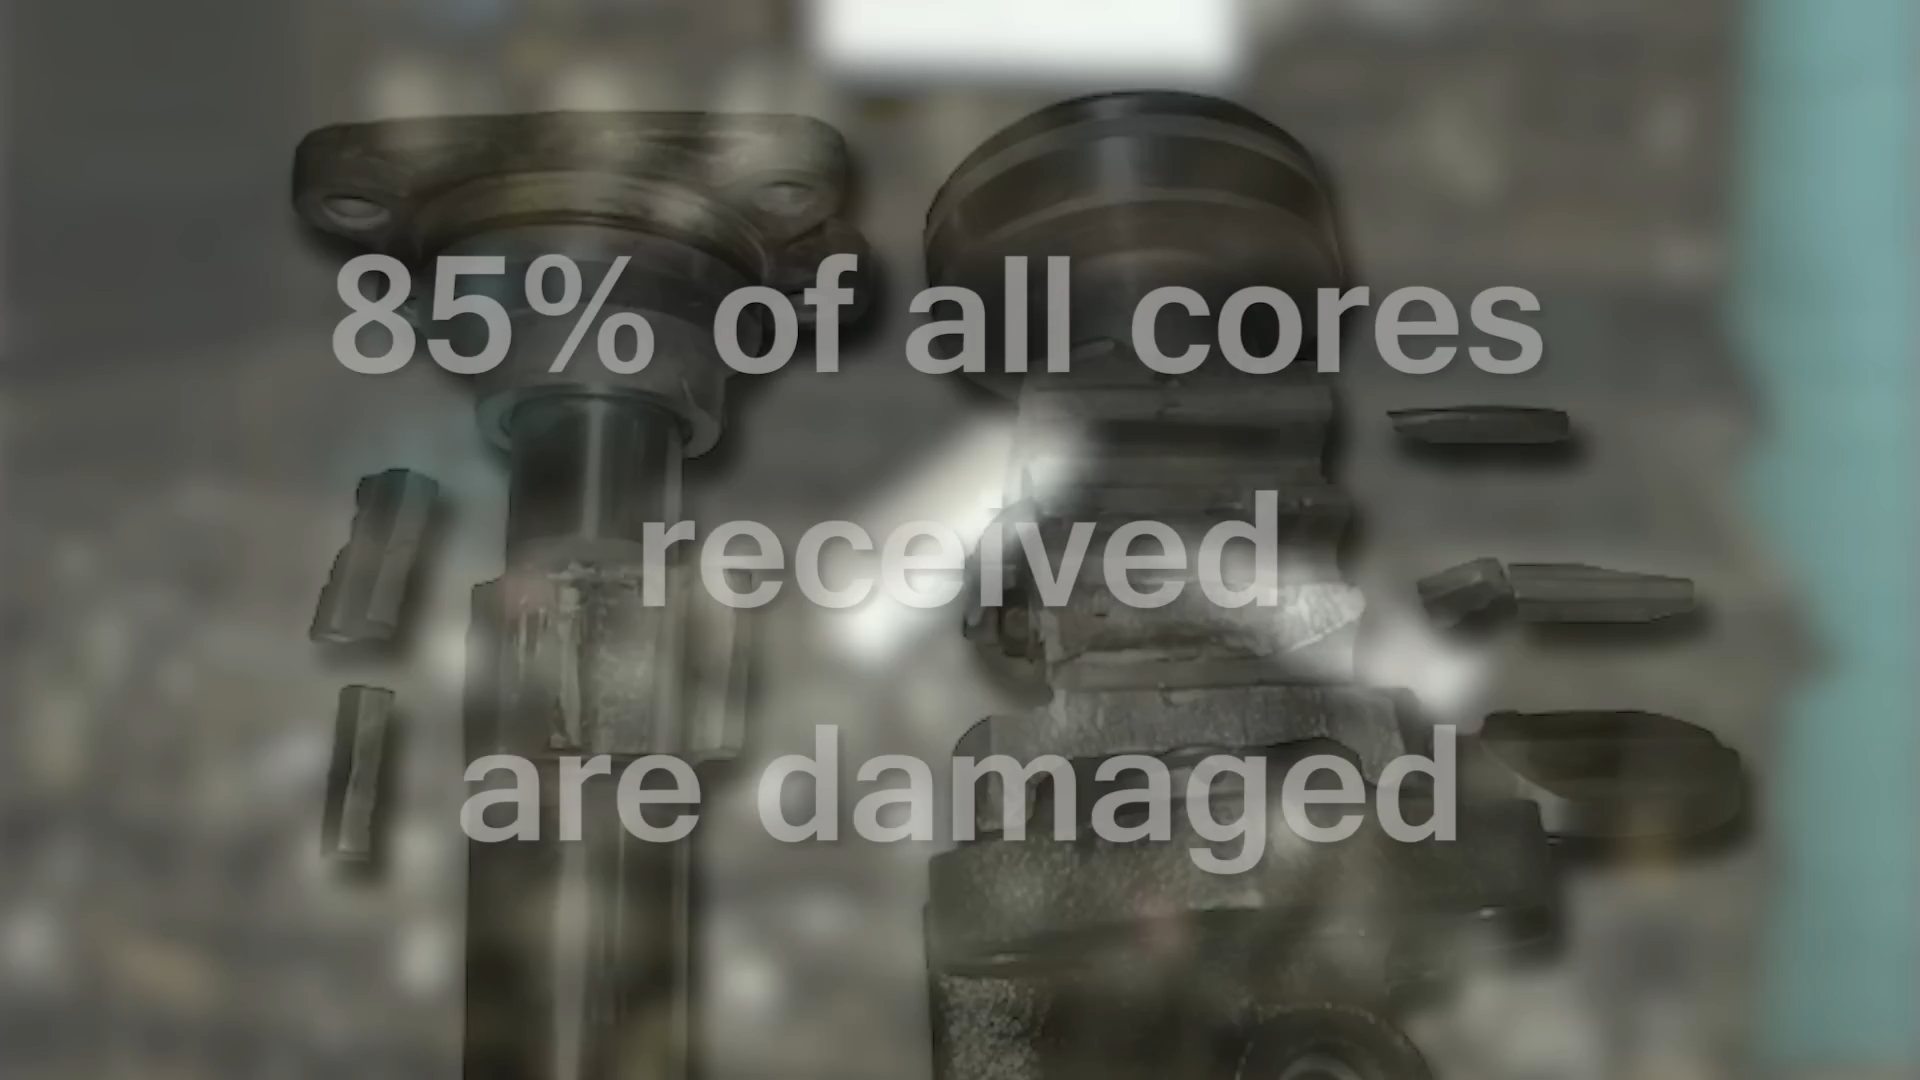 85% of all cores
received
are damaged